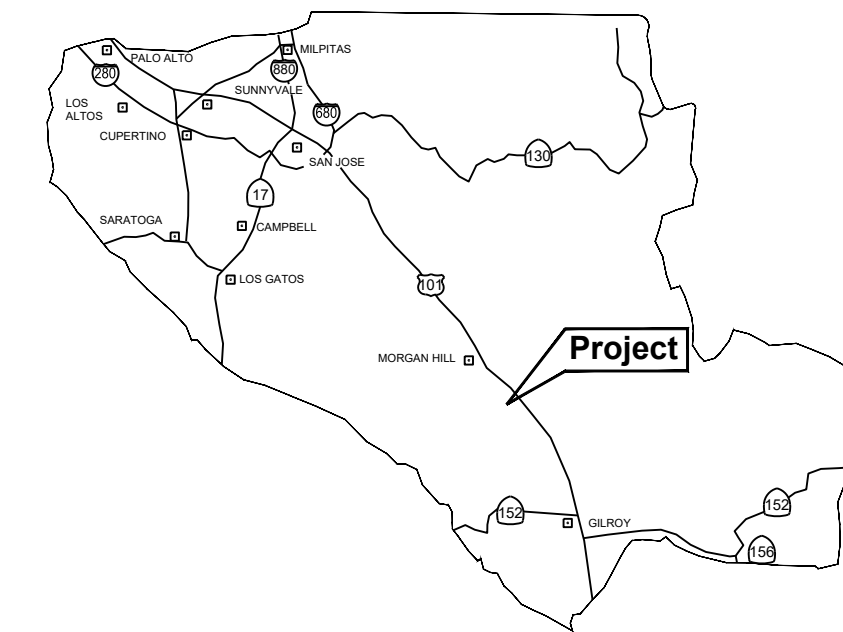 PALO ALTO
MILPITAS
280
880
SUNNYVALE
LOS
ALTOS
680
CUPERTINO
SAN JOSE
130
17
SARATOGA
CAMPBELL
LOS GATOS
101
Project
MORGAN HILL
152
152
GILROY
156